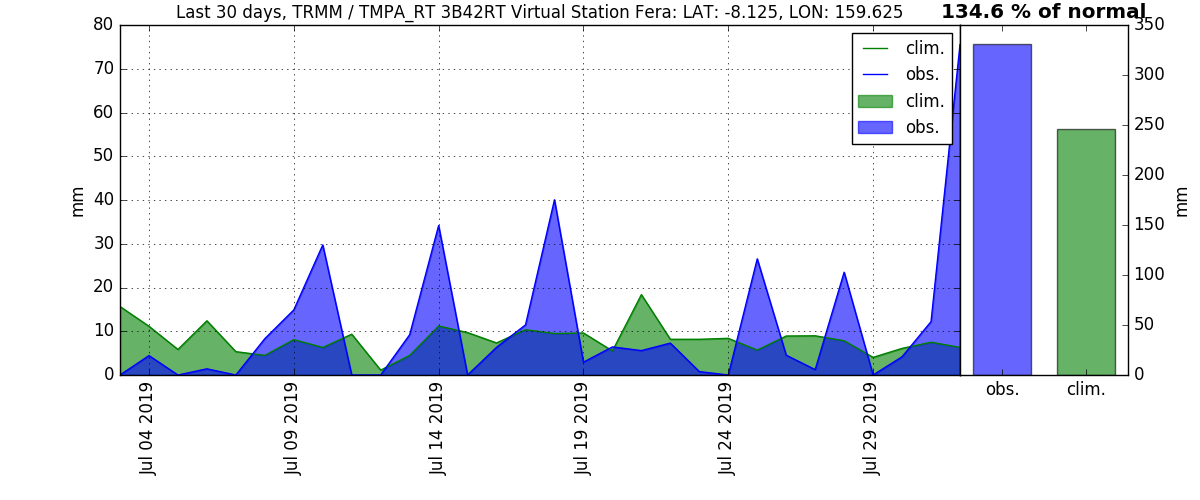 Last 30 days, TRMM / TMPA_RT 3B42RT Virtual Station Fera: LAT: -8.125, LON: 159.625
134.6 % of normal
80
70
60
50
40
30
20
10
0
mm
clim.
obs.
clim.
obs.
Jul 04 2019
Jul 09 2019
Jul 14 2019
Jul 19 2019
Jul 24 2019
Jul 29 2019
350
300
250
200
150
100
50
0
mm
obs.
clim.